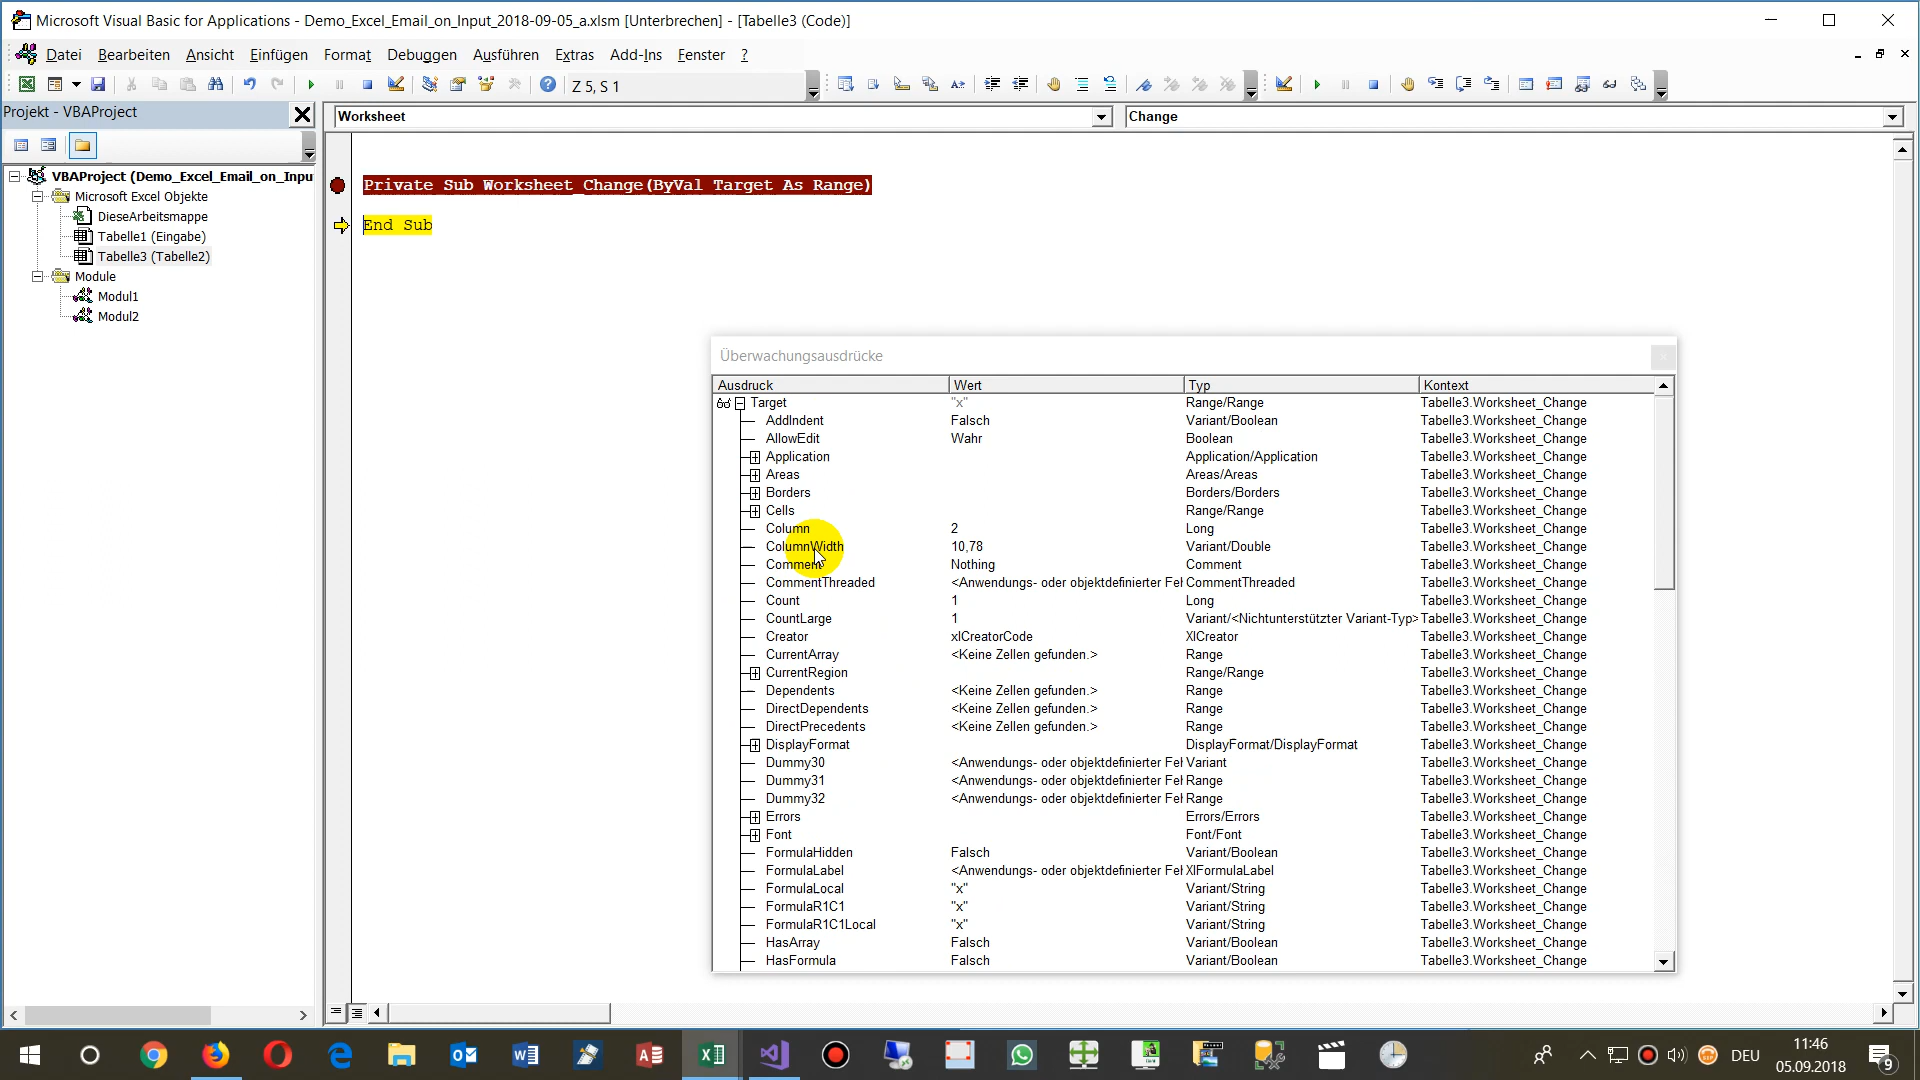 Microsoft Visual Basic for Applications - Demo_Excel_Email_on_Input_2018-09-05_a.xlsm [Unterbrechen] - [Tabelle3 (Code)]
Datei Bearbeiten Ansicht Einfügen Format Debuggen Ausführen Extras Add-Ins Fenster ?
Z 5, S 1
Projekt - VBAProject
Worksheet
Change
VBAProject (Demo_Excel_Email_on_Inpu
Microsoft Excel Objekte
DieseArbeitsmappe
Tabelle1 (Eingabe)
Tabelle3 (Tabelle2)
Module
Modul1
Modul2
Private Sub Worksheet_Change(ByVal Target As Range)
End Sub
Überwachungsausdrücke
Ausdruck Wert Typ Kontext
Target "x" Range/Range Tabelle3.Worksheet_Change
AddIndent Falsch Variant/Boolean Tabelle3.Worksheet_Change
AllowEdit Wahr Boolean Tabelle3.Worksheet_Change
Application Application/Application Tabelle3.Worksheet_Change
Areas Areas/Areas Tabelle3.Worksheet_Change
Borders Borders/Borders Tabelle3.Worksheet_Change
Cells Range/Range Tabelle3.Worksheet_Change
Column 2 Long Tabelle3.Worksheet_Change
ColumnWidth 10,78 Variant/Double Tabelle3.Worksheet_Change
Comment Nothing Comment Tabelle3.Worksheet_Change
CommentThreaded <Anwendungs- oder objektdefinierter Feh CommentThreaded Tabelle3.Worksheet_Change
Count 1 Long Tabelle3.Worksheet_Change
CountLarge 1 Variant/<Nichtunterstützter Variant-Typ> Tabelle3.Worksheet_Change
Creator xlCreatorCode XlCreator Tabelle3.Worksheet_Change
CurrentArray <Keine Zellen gefunden.> Range Tabelle3.Worksheet_Change
CurrentRegion Range/Range Tabelle3.Worksheet_Change
Dependents <Keine Zellen gefunden.> Range Tabelle3.Worksheet_Change
DirectDependents <Keine Zellen gefunden.> Range Tabelle3.Worksheet_Change
DirectPrecedents <Keine Zellen gefunden.> Range Tabelle3.Worksheet_Change
DisplayFormat DisplayFormat/DisplayFormat Tabelle3.Worksheet_Change
Dummy30 <Anwendungs- oder objektdefinierter Feh Variant Tabelle3.Worksheet_Change
Dummy31 <Anwendungs- oder objektdefinierter Feh Range Tabelle3.Worksheet_Change
Dummy32 <Anwendungs- oder objektdefinierter Feh Range Tabelle3.Worksheet_Change
Errors Errors/Errors Tabelle3.Worksheet_Change
Font Font/Font Tabelle3.Worksheet_Change
FormulaHidden Falsch Variant/Boolean Tabelle3.Worksheet_Change
FormulaLabel <Anwendungs- oder objektdefinierter Feh XlFormulaLabel Tabelle3.Worksheet_Change
FormulaLocal "x" Variant/String Tabelle3.Worksheet_Change
FormulaR1C1 "x" Variant/String Tabelle3.Worksheet_Change
FormulaR1C1Local "x" Variant/String Tabelle3.Worksheet_Change
HasArray Falsch Variant/Boolean Tabelle3.Worksheet_Change
HasFormula Falsch Variant/Boolean Tabelle3.Worksheet_Change
DEU
11:46
05.09.2018
9